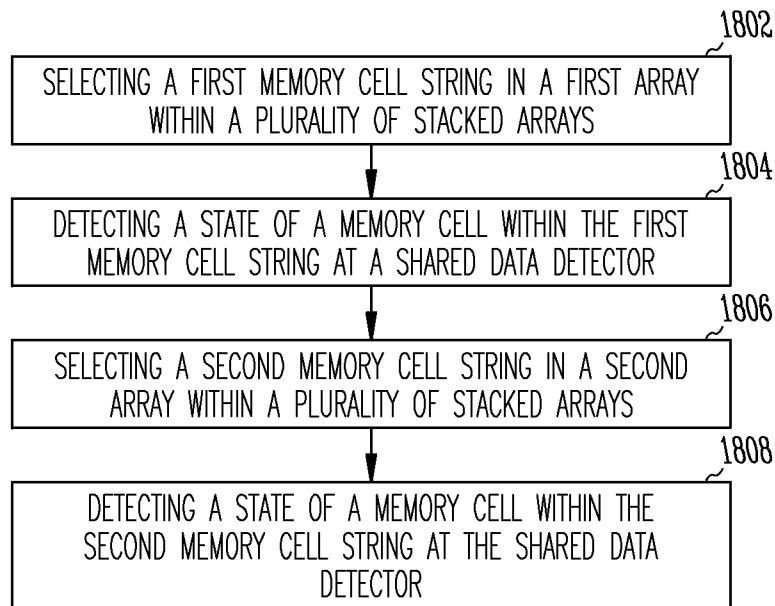 1802
SELECTING A FIRST MEMORY CELL STRING IN A FIRST ARRAY
WITHIN A PLURALITY OF STACKED ARRAYS
1804
DETECTING A STATE OF A MEMORY CELL WITHIN THE FIRST
MEMORY CELL STRING AT A SHARED DATA DETECTOR
1806
SELECTING A SECOND MEMORY CELL STRING IN A SECOND
ARRAY WITHIN A PLURALITY OF STACKED ARRAYS
1808
DETECTING A STATE OF A MEMORY CELL WITHIN THE
SECOND MEMORY CELL STRING AT THE SHARED DATA
DETECTOR